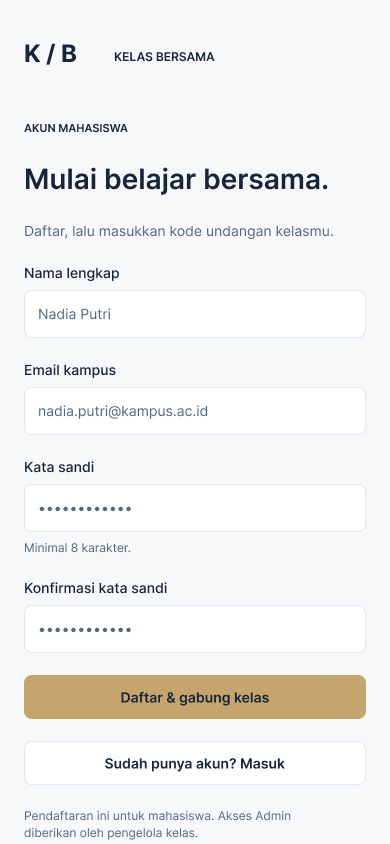 K / B
KELAS BERSAMA
AKUN MAHASISWA
Mulai belajar bersama.
Daftar, lalu masukkan kode undangan kelasmu.
Nama lengkap
Nadia Putri
Email kampus
nadia.putri@kampus.ac.id
Kata sandi
••••••••••••
Minimal 8 karakter.
Konfirmasi kata sandi
••••••••••••
Daftar & gabung kelas
Sudah punya akun? Masuk
Pendaftaran ini untuk mahasiswa. Akses Admin
diberikan oleh pengelola kelas.